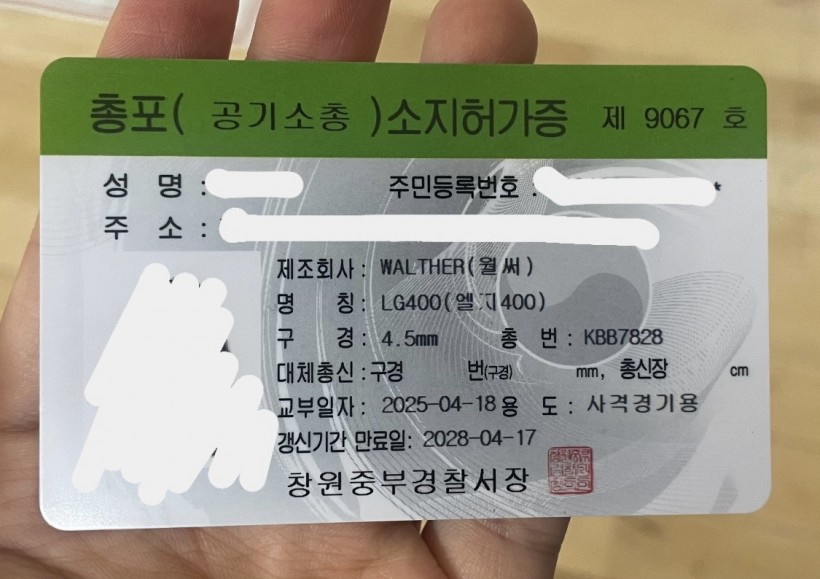 총포( 공기소총 )소지허가증 제 9067 호
성 명 :
주민등록번호 :
주 소 :
제조회사 : WALTHER(월써)
명 칭 : LG400(엘지400)
구 경 : 4.5mm 총 번 : KBB7828
대체총신 : 구경 번(구경) mm, 총신장 cm
교부일자 : 2025-04-18 용 도 : 사격경기용
갱신기간 만료일: 2028-04-17
창원중부경찰서장